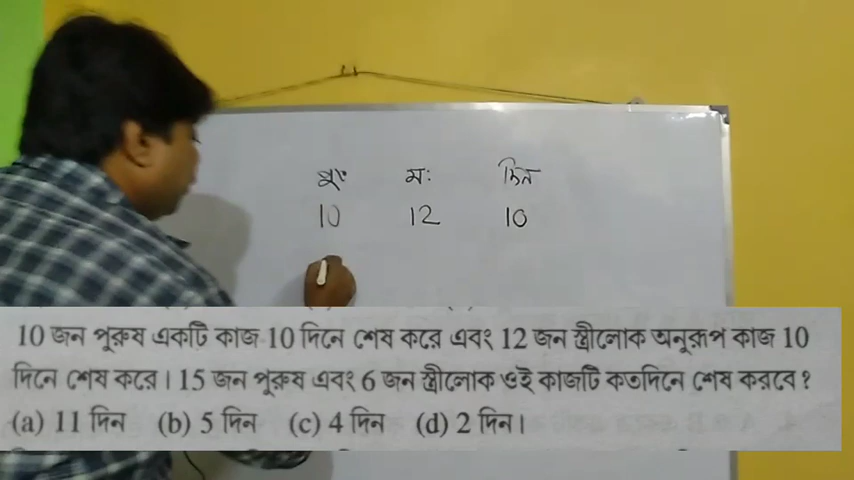 পুঃ মঃ দিন
10 12 10
10 জন পুরুষ একটি কাজ 10 দিনে শেষ করে এবং 12 জন স্ত্রীলোক অনুরূপ কাজ 10
দিনে শেষ করে। 15 জন পুরুষ এবং 6 জন স্ত্রীলোক ওই কাজটি কতদিনে শেষ করবে?
(a) 11 দিন (b) 5 দিন (c) 4 দিন (d) 2 দিন।